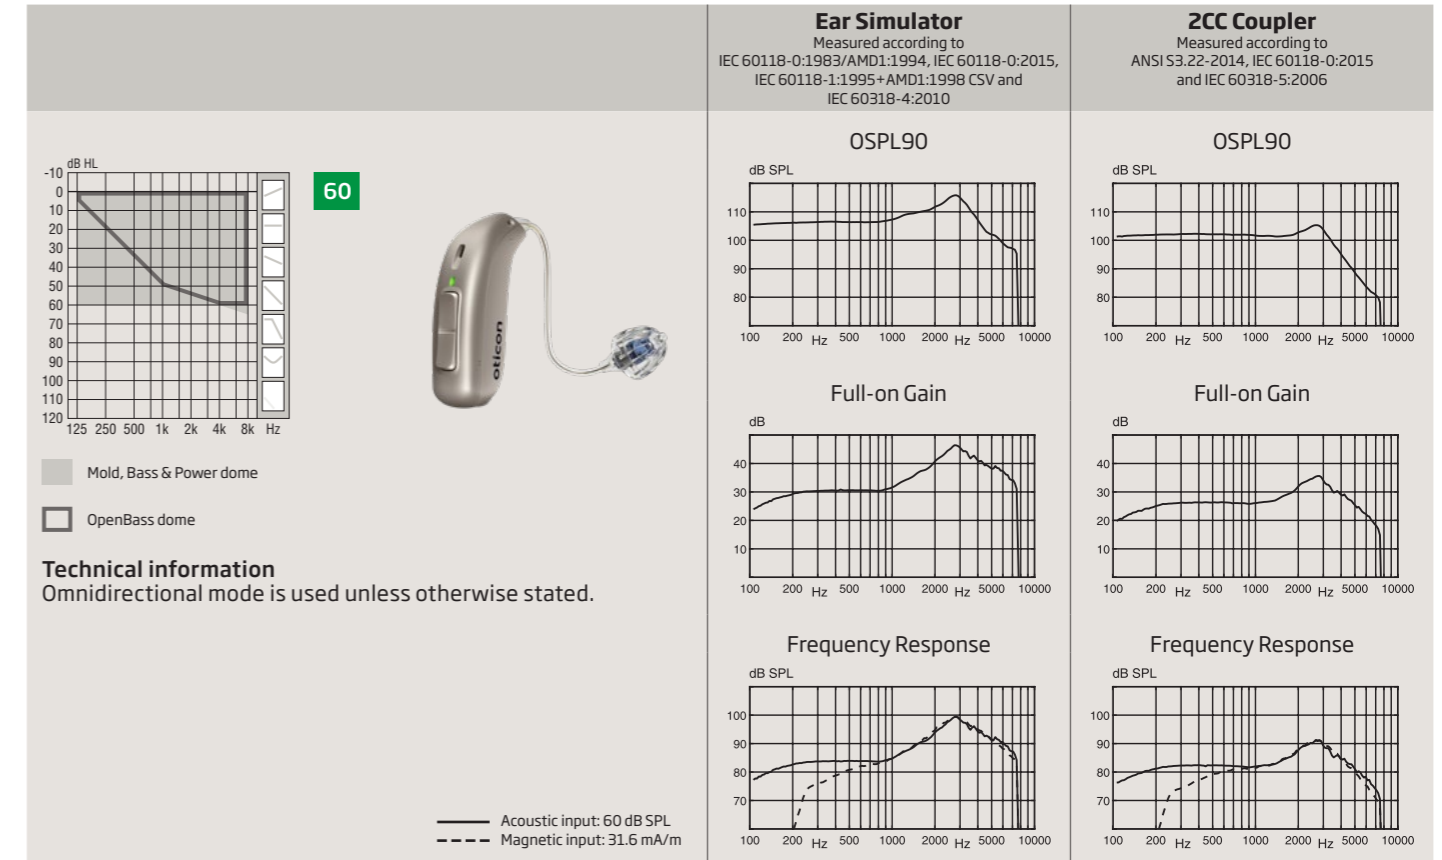 Ear Simulator
Measured according to
IEC 60118-0:1983/AMD1:1994, IEC 60118-0:2015,
IEC 60118-1:1995+AMD1:1998 CSV and
IEC 60318-4:2010
2CC Coupler
Measured according to
ANSI S3.22-2014, IEC 60118-0:2015
and IEC 60318-5:2006
dB HL
-10
0
10
20
30
40
50
60
70
80
90
100
110
120
125 250 500 1k 2k 4k 8k Hz
60
oticon
Mold, Bass & Power dome
OpenBass dome
Technical information
Omnidirectional mode is used unless otherwise stated.
Acoustic input: 60 dB SPL
Magnetic input: 31.6 mA/m
OSPL90
dB SPL
110
100
90
80
100 200 Hz 500 1000 2000 Hz 5000 10000
Full-on Gain
dB
40
30
20
10
100 200 Hz 500 1000 2000 Hz 5000 10000
Frequency Response
dB SPL
100
90
80
70
100 200 Hz 500 1000 2000 Hz 5000 10000
OSPL90
dB SPL
110
100
90
80
100 200 Hz 500 1000 2000 Hz 5000 10000
Full-on Gain
dB
40
30
20
10
100 200 Hz 500 1000 2000 Hz 5000 10000
Frequency Response
dB SPL
100
90
80
70
100 200 Hz 500 1000 2000 Hz 5000 10000